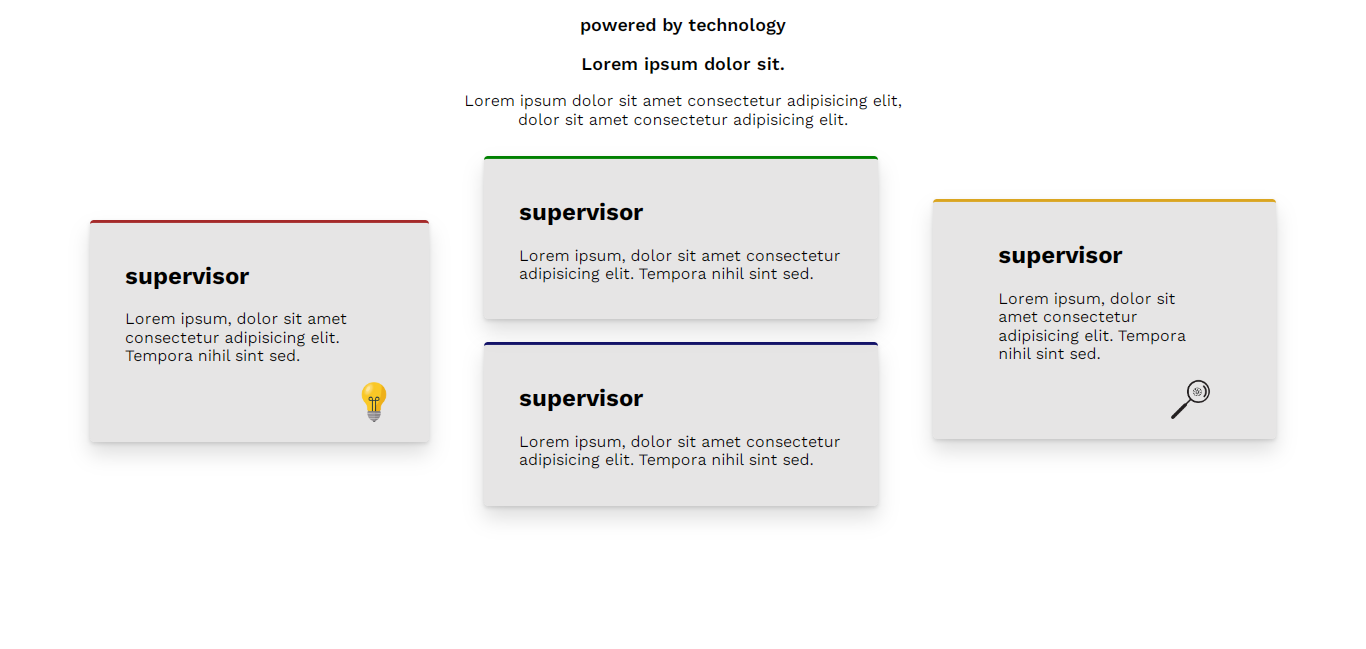 powered by technology
Lorem ipsum dolor sit.
Lorem ipsum dolor sit amet consectetur adipisicing elit,
dolor sit amet consectetur adipisicing elit.
supervisor
Lorem ipsum, dolor sit amet
consectetur adipisicing elit.
Tempora nihil sint sed.
supervisor
Lorem ipsum, dolor sit amet consectetur
adipisicing elit. Tempora nihil sint sed.
supervisor
Lorem ipsum, dolor sit amet consectetur
adipisicing elit. Tempora nihil sint sed.
supervisor
Lorem ipsum, dolor sit
amet consectetur
adipisicing elit. Tempora
nihil sint sed.